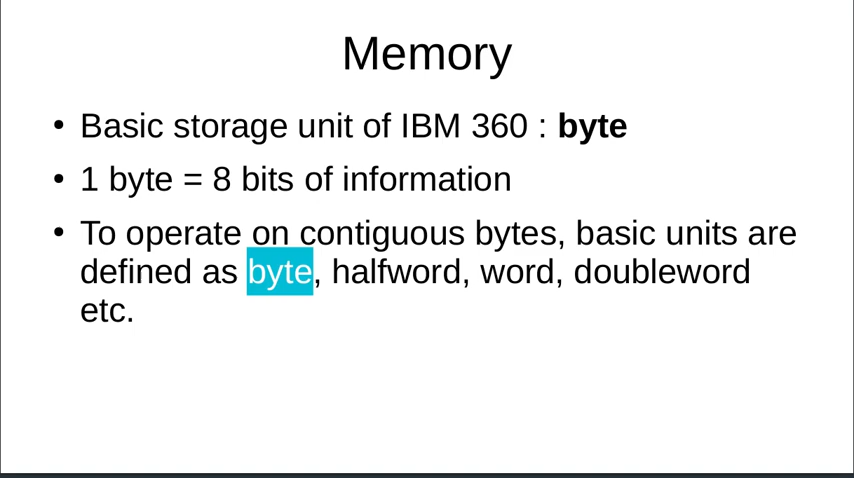 Memory
• Basic storage unit of IBM 360 : byte
• 1 byte = 8 bits of information
• To operate on contiguous bytes, basic units are
defined as byte, halfword, word, doubleword
etc.